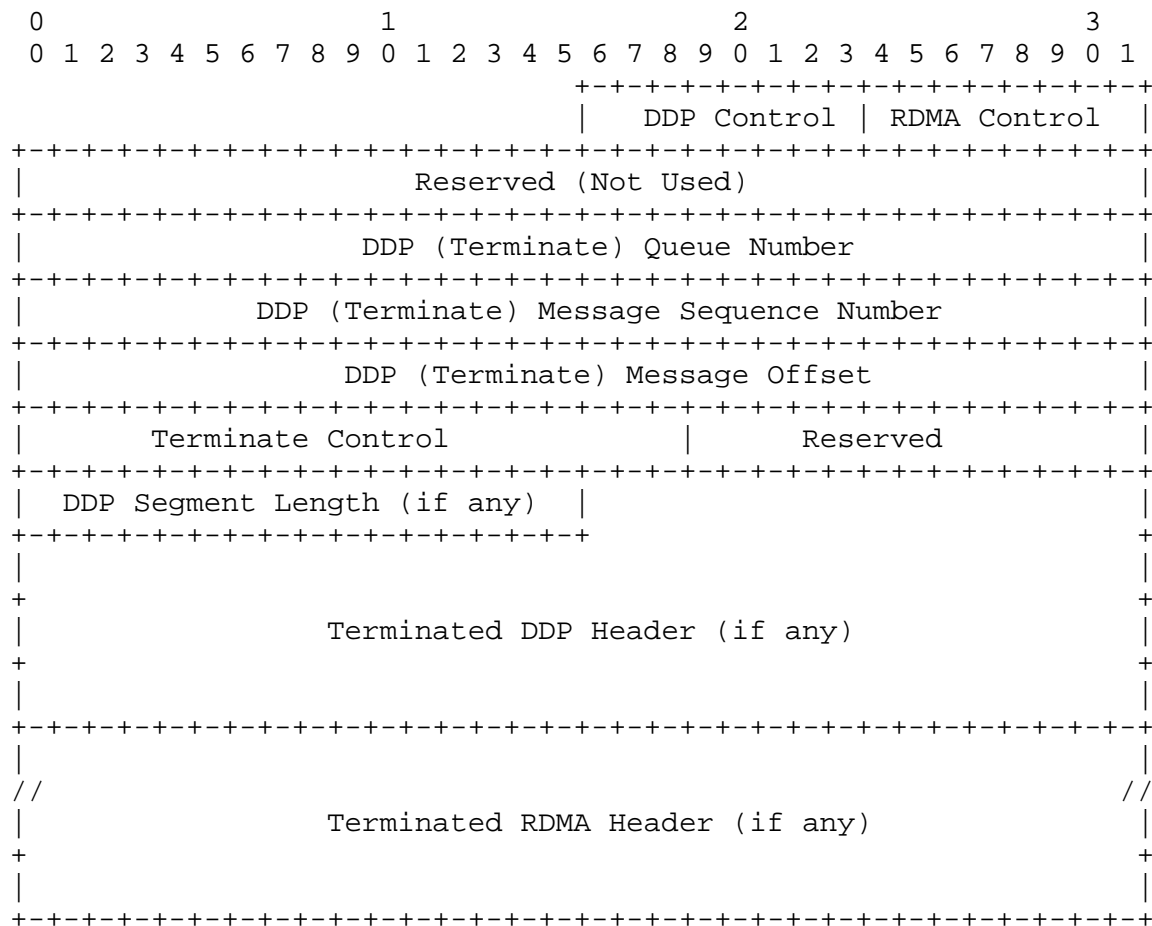 0                   1                   2                   3
0 1 2 3 4 5 6 7 8 9 0 1 2 3 4 5 6 7 8 9 0 1 2 3 4 5 6 7 8 9 0 1
+-+-+-+-+-+-+-+-+-+-+-+-+-+-+-+-+
|   DDP Control | RDMA Control  |
+-+-+-+-+-+-+-+-+-+-+-+-+-+-+-+-+-+-+-+-+-+-+-+-+-+-+-+-+-+-+-+-+
|                      Reserved (Not Used)                      |
+-+-+-+-+-+-+-+-+-+-+-+-+-+-+-+-+-+-+-+-+-+-+-+-+-+-+-+-+-+-+-+-+
|                   DDP (Terminate) Queue Number                |
+-+-+-+-+-+-+-+-+-+-+-+-+-+-+-+-+-+-+-+-+-+-+-+-+-+-+-+-+-+-+-+-+
|             DDP (Terminate) Message Sequence Number           |
+-+-+-+-+-+-+-+-+-+-+-+-+-+-+-+-+-+-+-+-+-+-+-+-+-+-+-+-+-+-+-+-+
|                  DDP (Terminate) Message Offset               |
+-+-+-+-+-+-+-+-+-+-+-+-+-+-+-+-+-+-+-+-+-+-+-+-+-+-+-+-+-+-+-+-+
|       Terminate Control             |      Reserved           |
+-+-+-+-+-+-+-+-+-+-+-+-+-+-+-+-+-+-+-+-+-+-+-+-+-+-+-+-+-+-+-+-+
|  DDP Segment Length (if any)  |                               |
+-+-+-+-+-+-+-+-+-+-+-+-+-+-+-+-+                               +
|                                                               |
+                                                               +
|                 Terminated DDP Header (if any)                |
+                                                               +
|                                                               |
+-+-+-+-+-+-+-+-+-+-+-+-+-+-+-+-+-+-+-+-+-+-+-+-+-+-+-+-+-+-+-+-+
|                                                               |
//                                                             //
|                 Terminated RDMA Header (if any)               |
+                                                               +
|                                                               |
+-+-+-+-+-+-+-+-+-+-+-+-+-+-+-+-+-+-+-+-+-+-+-+-+-+-+-+-+-+-+-+-+